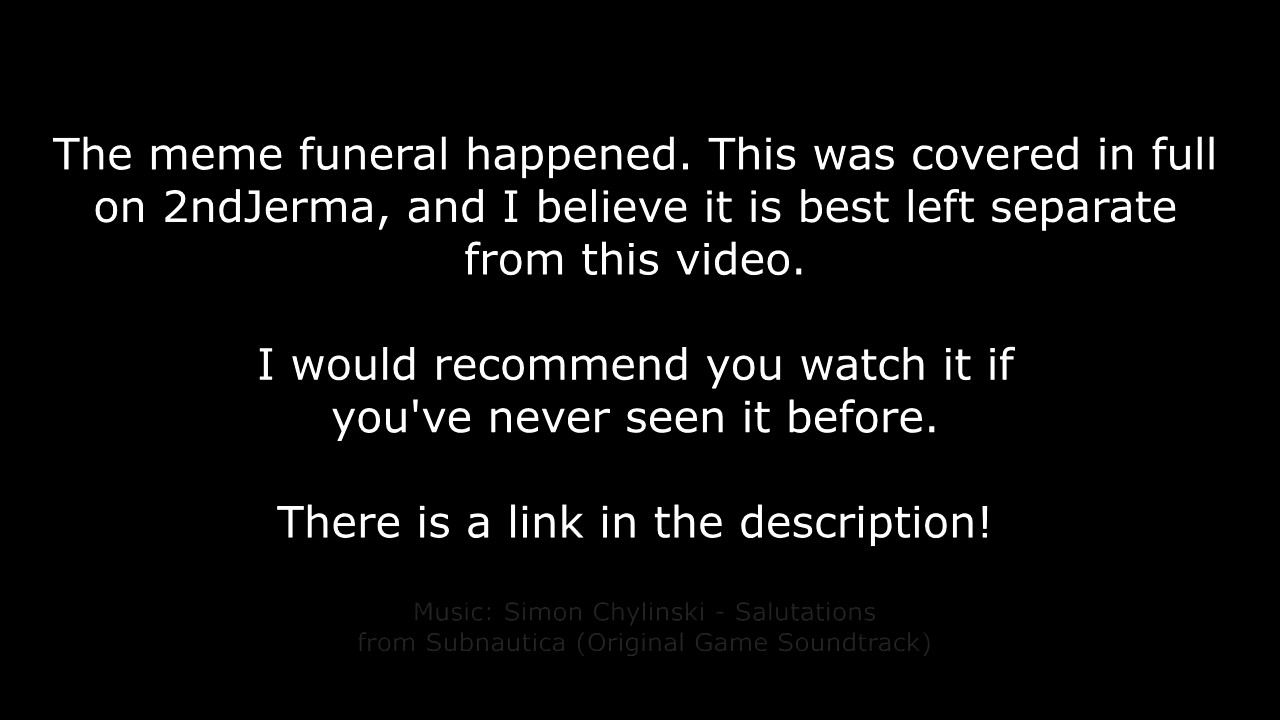 The meme funeral happened. This was covered in full
on 2ndJerma, and I believe it is best left separate
from this video.
I would recommend you watch it if
you've never seen it before.
There is a link in the description!
Music: Simon Chylinski - Salutations
from Subnautica (Original Game Soundtrack)